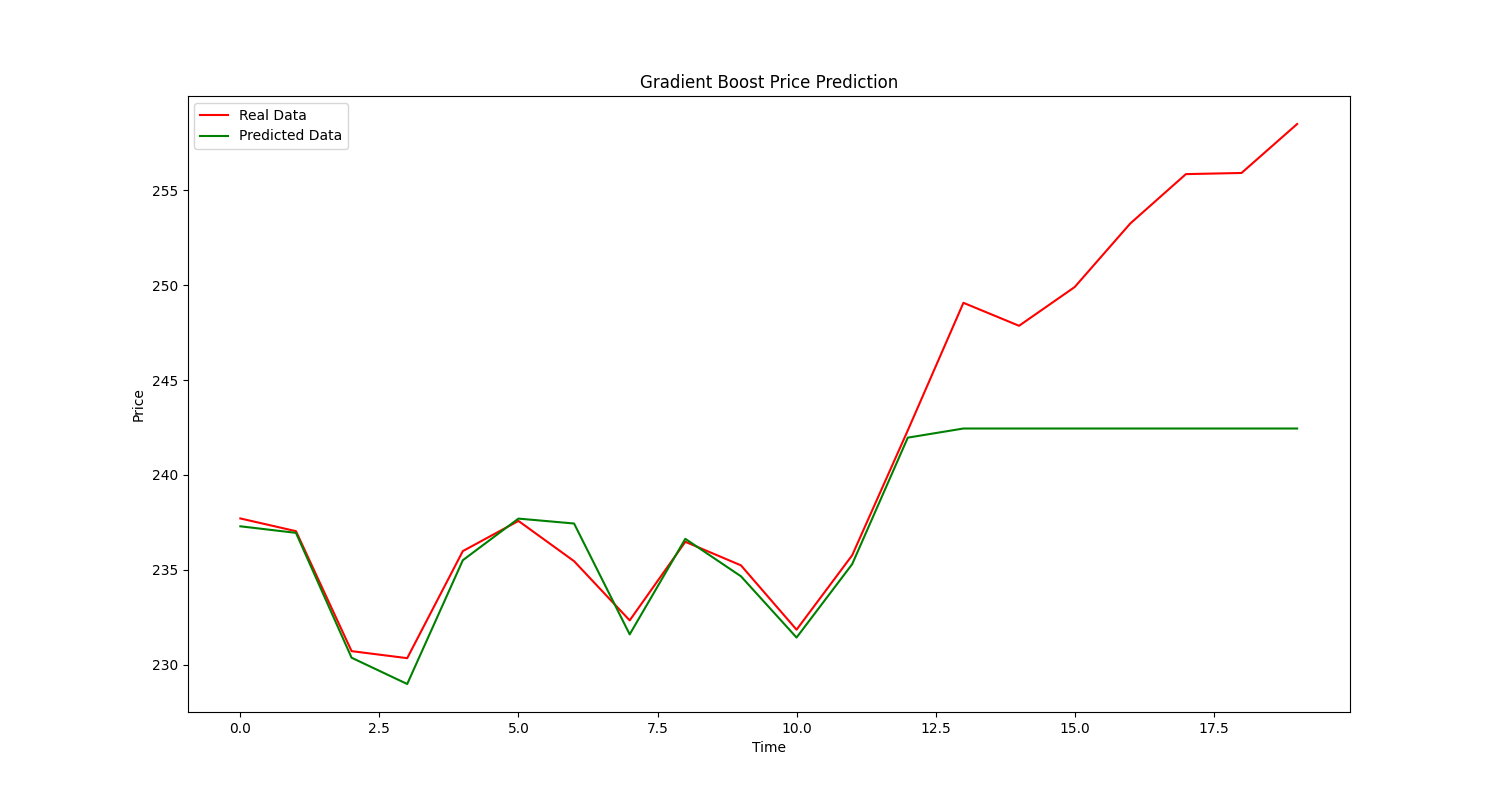 Gradient Boost Price Prediction
Real Data
Predicted Data
Price
255
250
245
240
235
230
0.0 2.5 5.0 7.5 10.0 12.5 15.0 17.5
Time